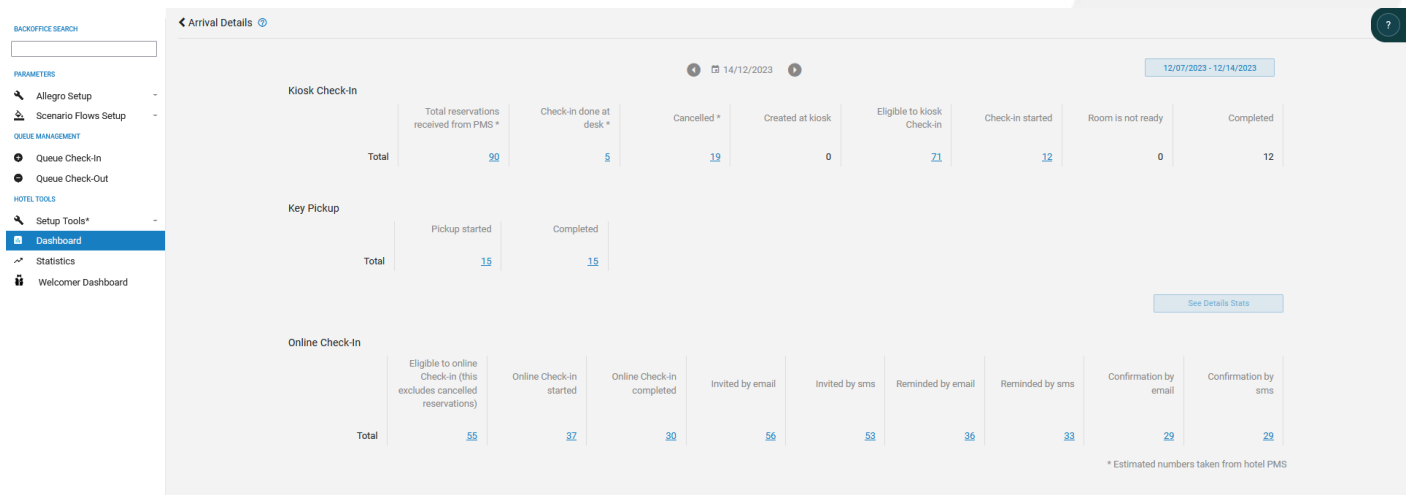 BACKOFFICE SEARCH
PARAMETERS
Allegro Setup
Scenario Flows Setup
QUEUE MANAGEMENT
Queue Check-In
Queue Check-Out
HOTEL TOOLS
Setup Tools*
Dashboard
Statistics
Welcomer Dashboard
Arrival Details ?
?
14/12/2023
12/07/2023 - 12/14/2023
Kiosk Check-In
Total reservations
received from PMS *
Check-in done at
desk *
Cancelled *
Created at kiosk
Eligible to kiosk
Check-in
Check-in started
Room is not ready
Completed
Total 90 5 19 0 71 12 0 12
Key Pickup
Pickup started Completed
Total 15 15
See Details Stats
Online Check-In
Eligible to online
Check-in (this
excludes cancelled
reservations)
Online Check-in
started
Online Check-in
completed
Invited by email
Invited by sms
Reminded by email
Reminded by sms
Confirmation by
email
Confirmation by
sms
Total 55 37 30 56 53 36 33 29 29
* Estimated numbers taken from hotel PMS